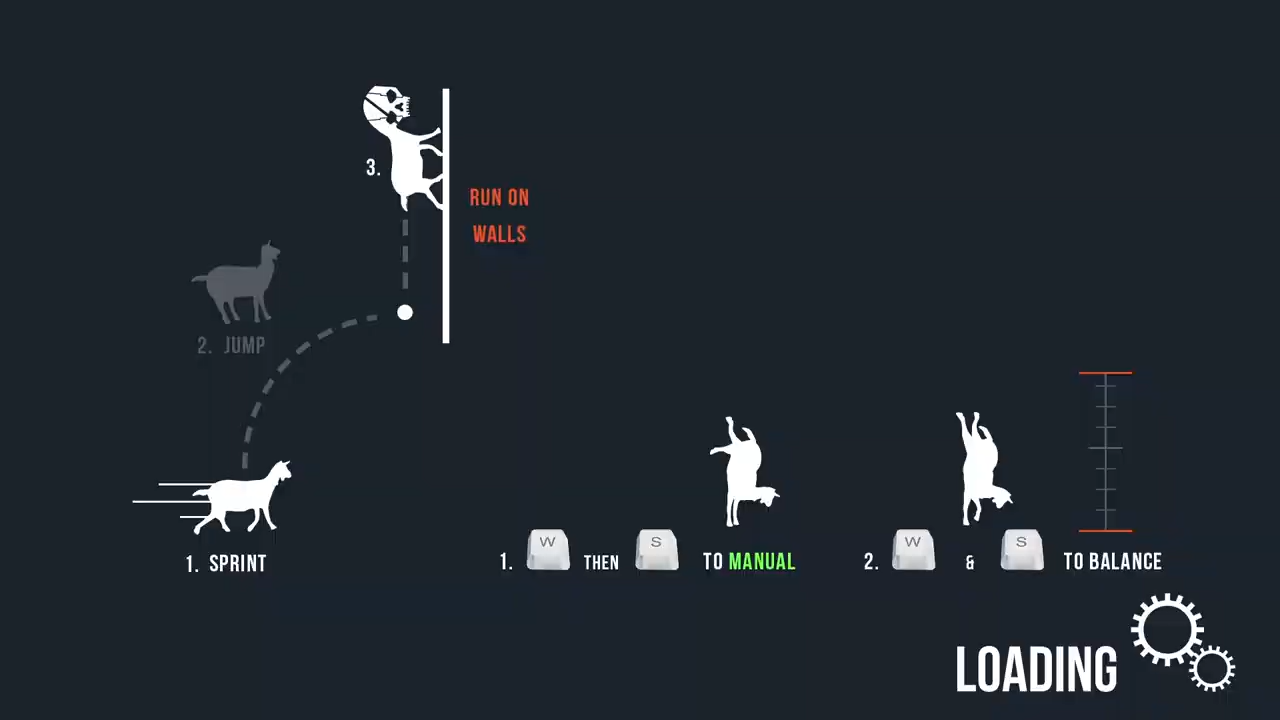 3.
RUN ON
WALLS
2. JUMP
1. SPRINT
1. W THEN S TO MANUAL
2. W & S TO BALANCE
LOADING